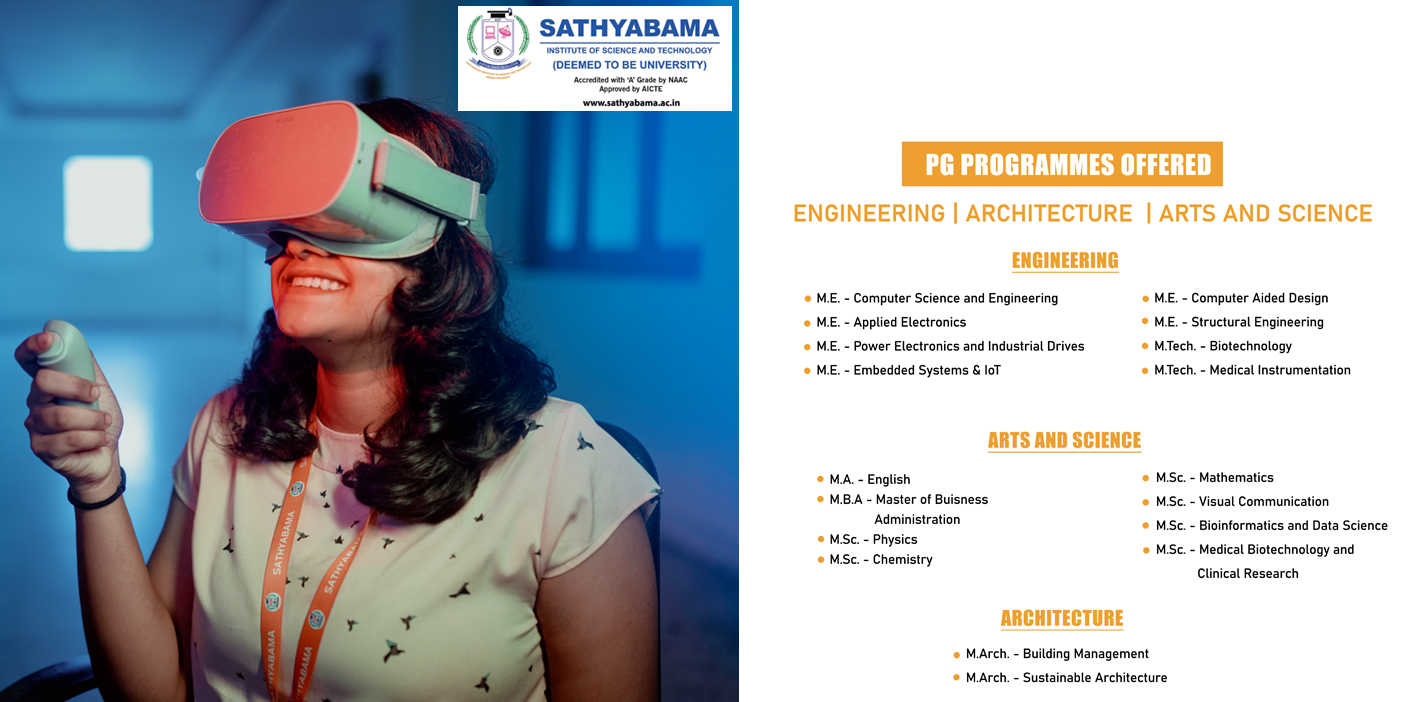 SATHYABAMA
INSTITUTE OF SCIENCE AND TECHNOLOGY
(DEEMED TO BE UNIVERSITY)
Accredited with 'A' Grade by NAAC
Approved by AICTE
www.sathyabama.ac.in
SATHYABAMA
SATHYABAMA
SATHYABAMA
SATHYABAMA
PG PROGRAMMES OFFERED
ENGINEERING | ARCHITECTURE | ARTS AND SCIENCE
ENGINEERING
M.E. - Computer Science and Engineering
M.E. - Applied Electronics
M.E. - Power Electronics and Industrial Drives
M.E. - Embedded Systems & IoT
M.E. - Computer Aided Design
M.E. - Structural Engineering
M.Tech. - Biotechnology
M.Tech. - Medical Instrumentation
ARTS AND SCIENCE
M.A. - English
M.B.A - Master of Buisness
Administration
M.Sc. - Physics
M.Sc. - Chemistry
M.Sc. - Mathematics
M.Sc. - Visual Communication
M.Sc. - Bioinformatics and Data Science
M.Sc. - Medical Biotechnology and
Clinical Research
ARCHITECTURE
M.Arch. - Building Management
M.Arch. - Sustainable Architecture